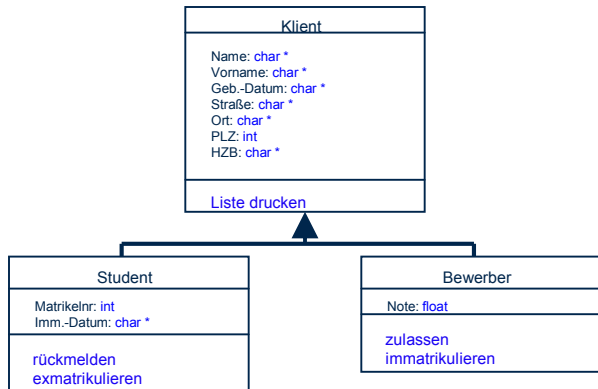 Klient
Name: char *
Vorname: char *
Geb.-Datum: char *
Straße: char *
Ort: char *
PLZ: int
HZB: char *
Liste drucken
Student
Matrikelnr: int
Imm.-Datum: char *
rückmelden
exmatrikulieren
Bewerber
Note: float
zulassen
immatrikulieren